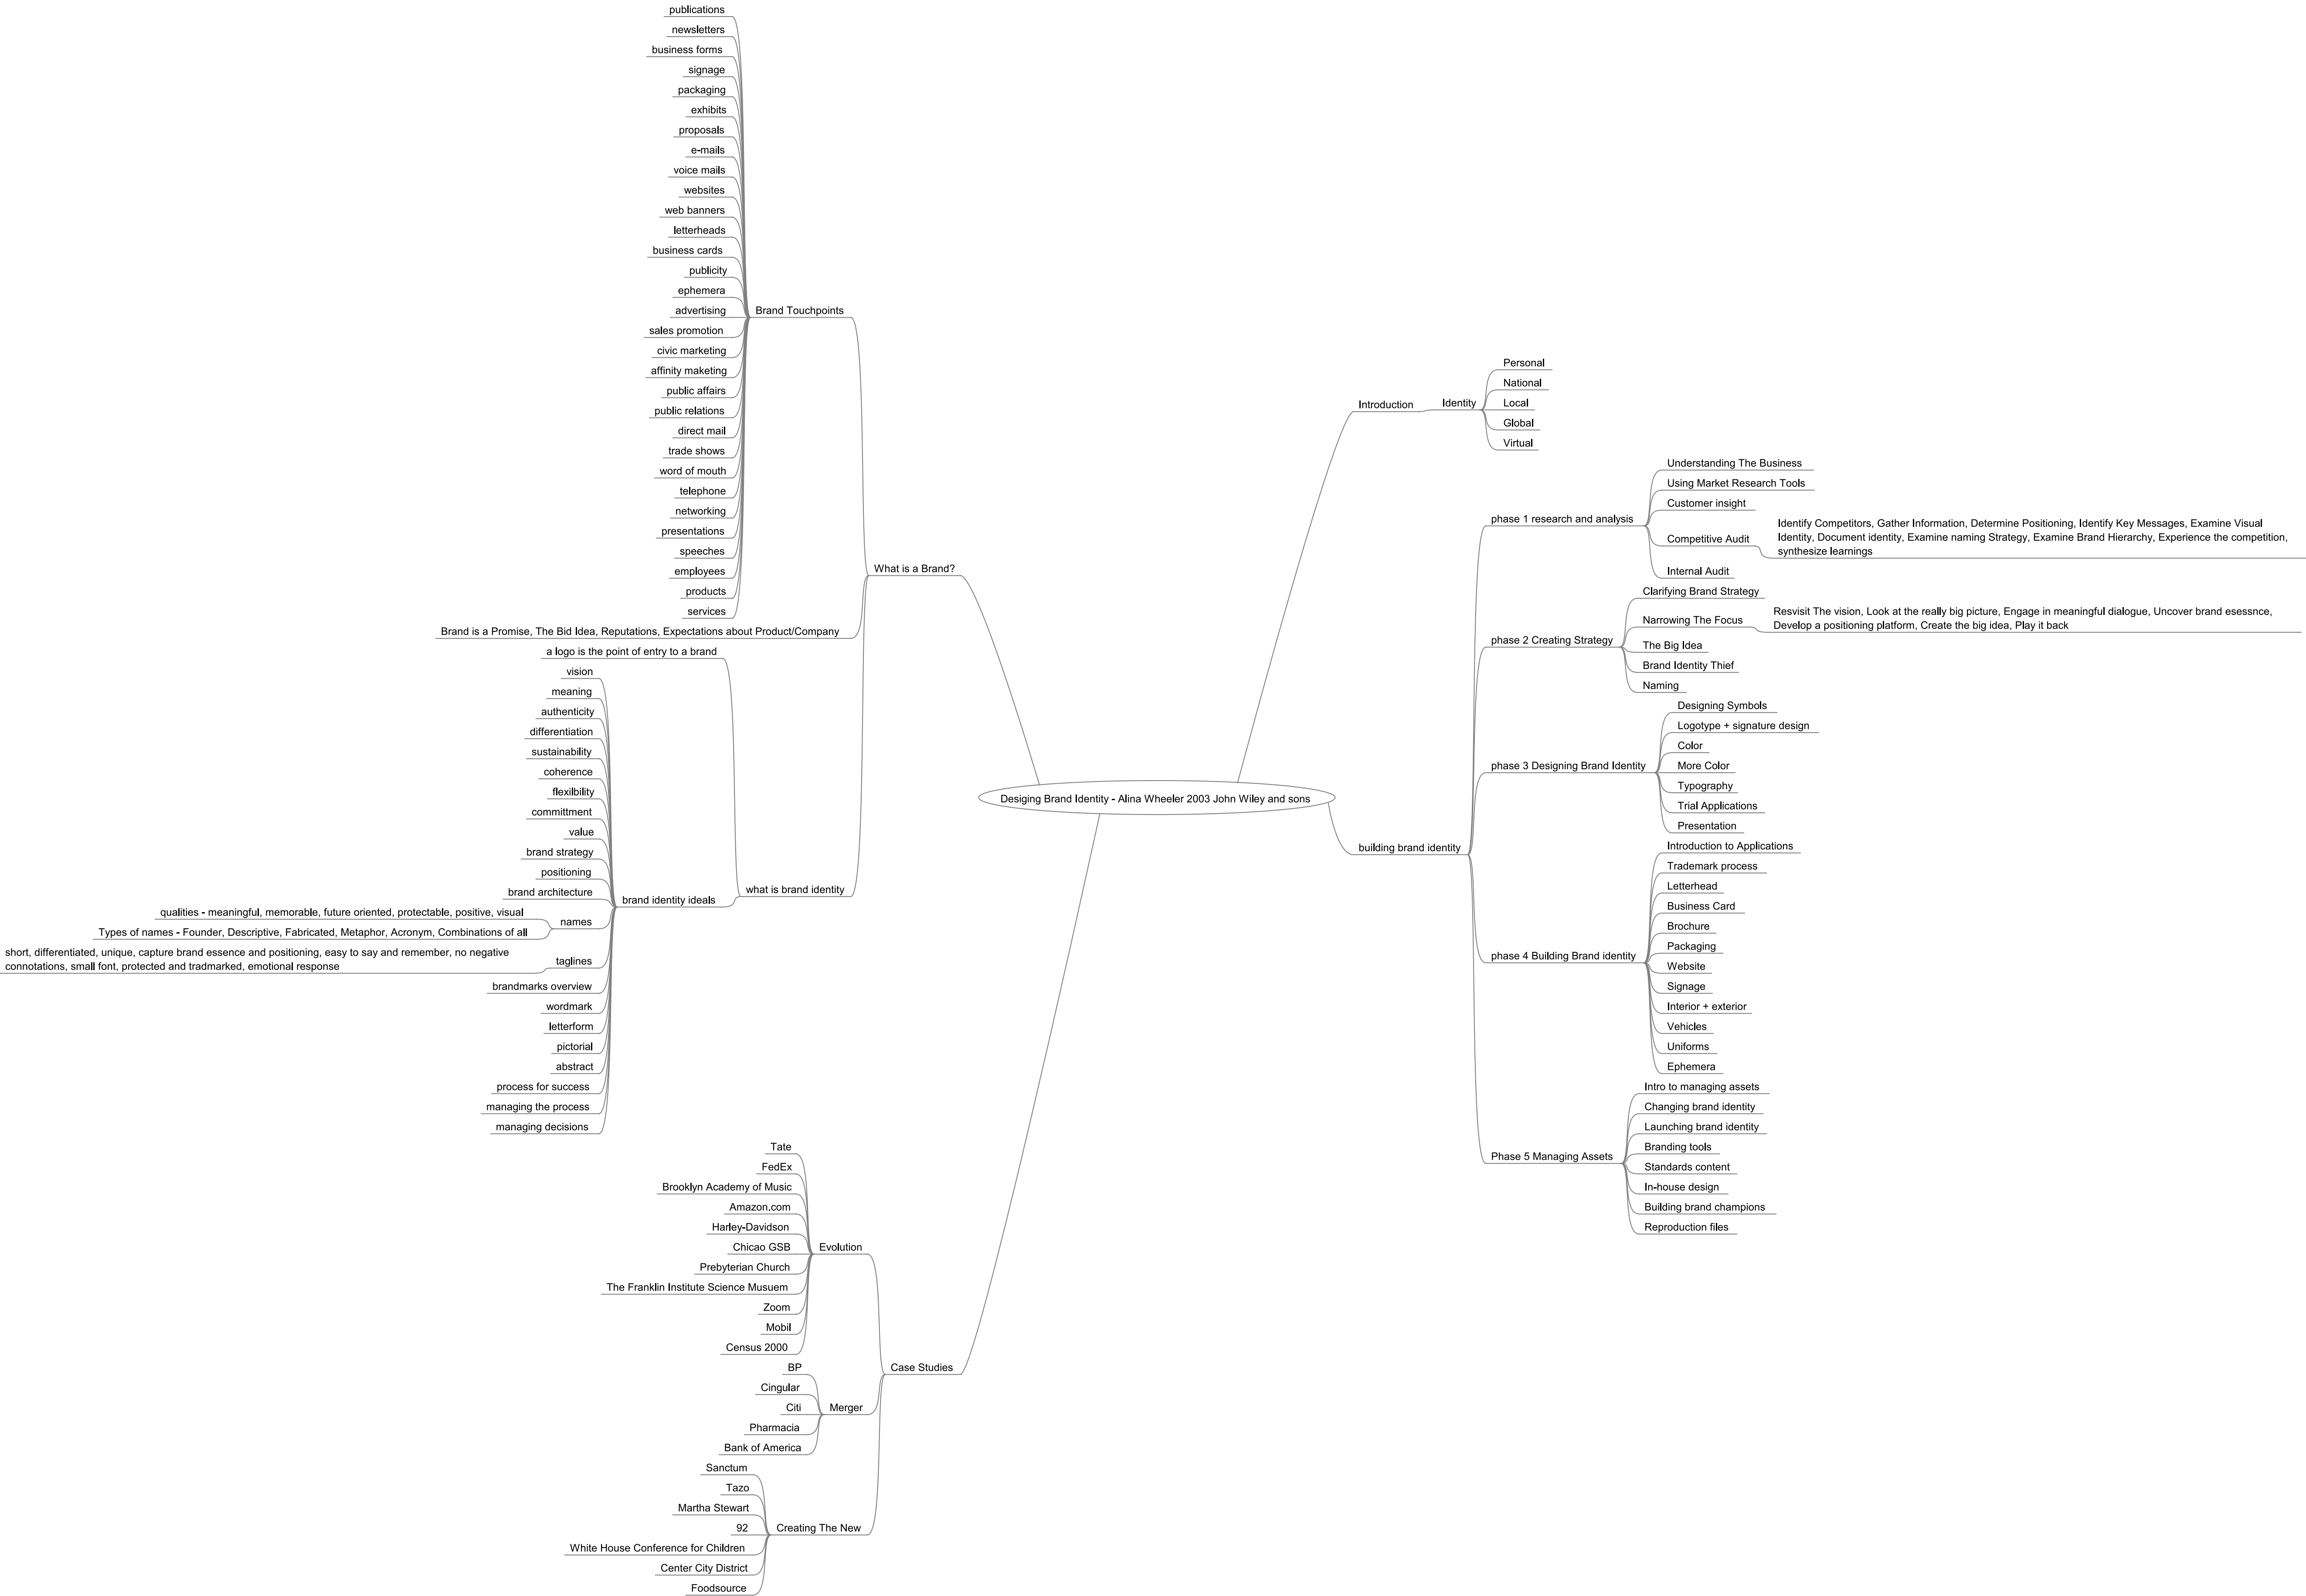 publications
newsletters
business forms
signage
packaging
exhibits
proposals
e-mails
voice mails
websites
web banners
letterheads
business cards
publicity
ephemera
advertising
sales promotion
civic marketing
affinity maketing
public affairs
public relations
direct mail
trade shows
word of mouth
telephone
networking
presentations
speeches
employees
products
services
Brand Touchpoints
Brand is a Promise, The Bid Idea, Reputations, Expectations about Product/Company
What is a Brand?
a logo is the point of entry to a brand
vision
meaning
authenticity
differentiation
sustainability
coherence
flexilbility
committment
value
brand strategy
positioning
brand architecture
qualities - meaningful, memorable, future oriented, protectable, positive, visual
Types of names - Founder, Descriptive, Fabricated, Metaphor, Acronym, Combinations of all
names
short, differentiated, unique, capture brand essence and positioning, easy to say and remember, no negative
connotations, small font, protected and tradmarked, emotional response
taglines
brandmarks overview
wordmark
letterform
pictorial
abstract
process for success
managing the process
managing decisions
brand identity ideals
what is brand identity
Tate
FedEx
Brooklyn Academy of Music
Amazon.com
Harley-Davidson
Chicao GSB
Prebyterian Church
The Franklin Institute Science Musuem
Zoom
Mobil
Census 2000
Evolution
BP
Cingular
Citi
Pharmacia
Bank of America
Merger
Sanctum
Tazo
Martha Stewart
92
White House Conference for Children
Center City District
Foodsource
Creating The New
Case Studies
Desiging Brand Identity - Alina Wheeler 2003 John Wiley and sons
Introduction
Identity
Personal
National
Local
Global
Virtual
building brand identity
phase 1 research and analysis
Understanding The Business
Using Market Research Tools
Customer insight
Competitive Audit
Identify Competitors, Gather Information, Determine Positioning, Identify Key Messages, Examine Visual
Identity, Document identity, Examine naming Strategy, Examine Brand Hierarchy, Experience the competition,
synthesize learnings
Internal Audit
phase 2 Creating Strategy
Clarifying Brand Strategy
Narrowing The Focus
Resvisit The vision, Look at the really big picture, Engage in meaningful dialogue, Uncover brand esessnce,
Develop a positioning platform, Create the big idea, Play it back
The Big Idea
Brand Identity Thief
Naming
phase 3 Designing Brand Identity
Designing Symbols
Logotype + signature design
Color
More Color
Typography
Trial Applications
Presentation
phase 4 Building Brand identity
Introduction to Applications
Trademark process
Letterhead
Business Card
Brochure
Packaging
Website
Signage
Interior + exterior
Vehicles
Uniforms
Ephemera
Phase 5 Managing Assets
Intro to managing assets
Changing brand identity
Launching brand identity
Branding tools
Standards content
In-house design
Building brand champions
Reproduction files